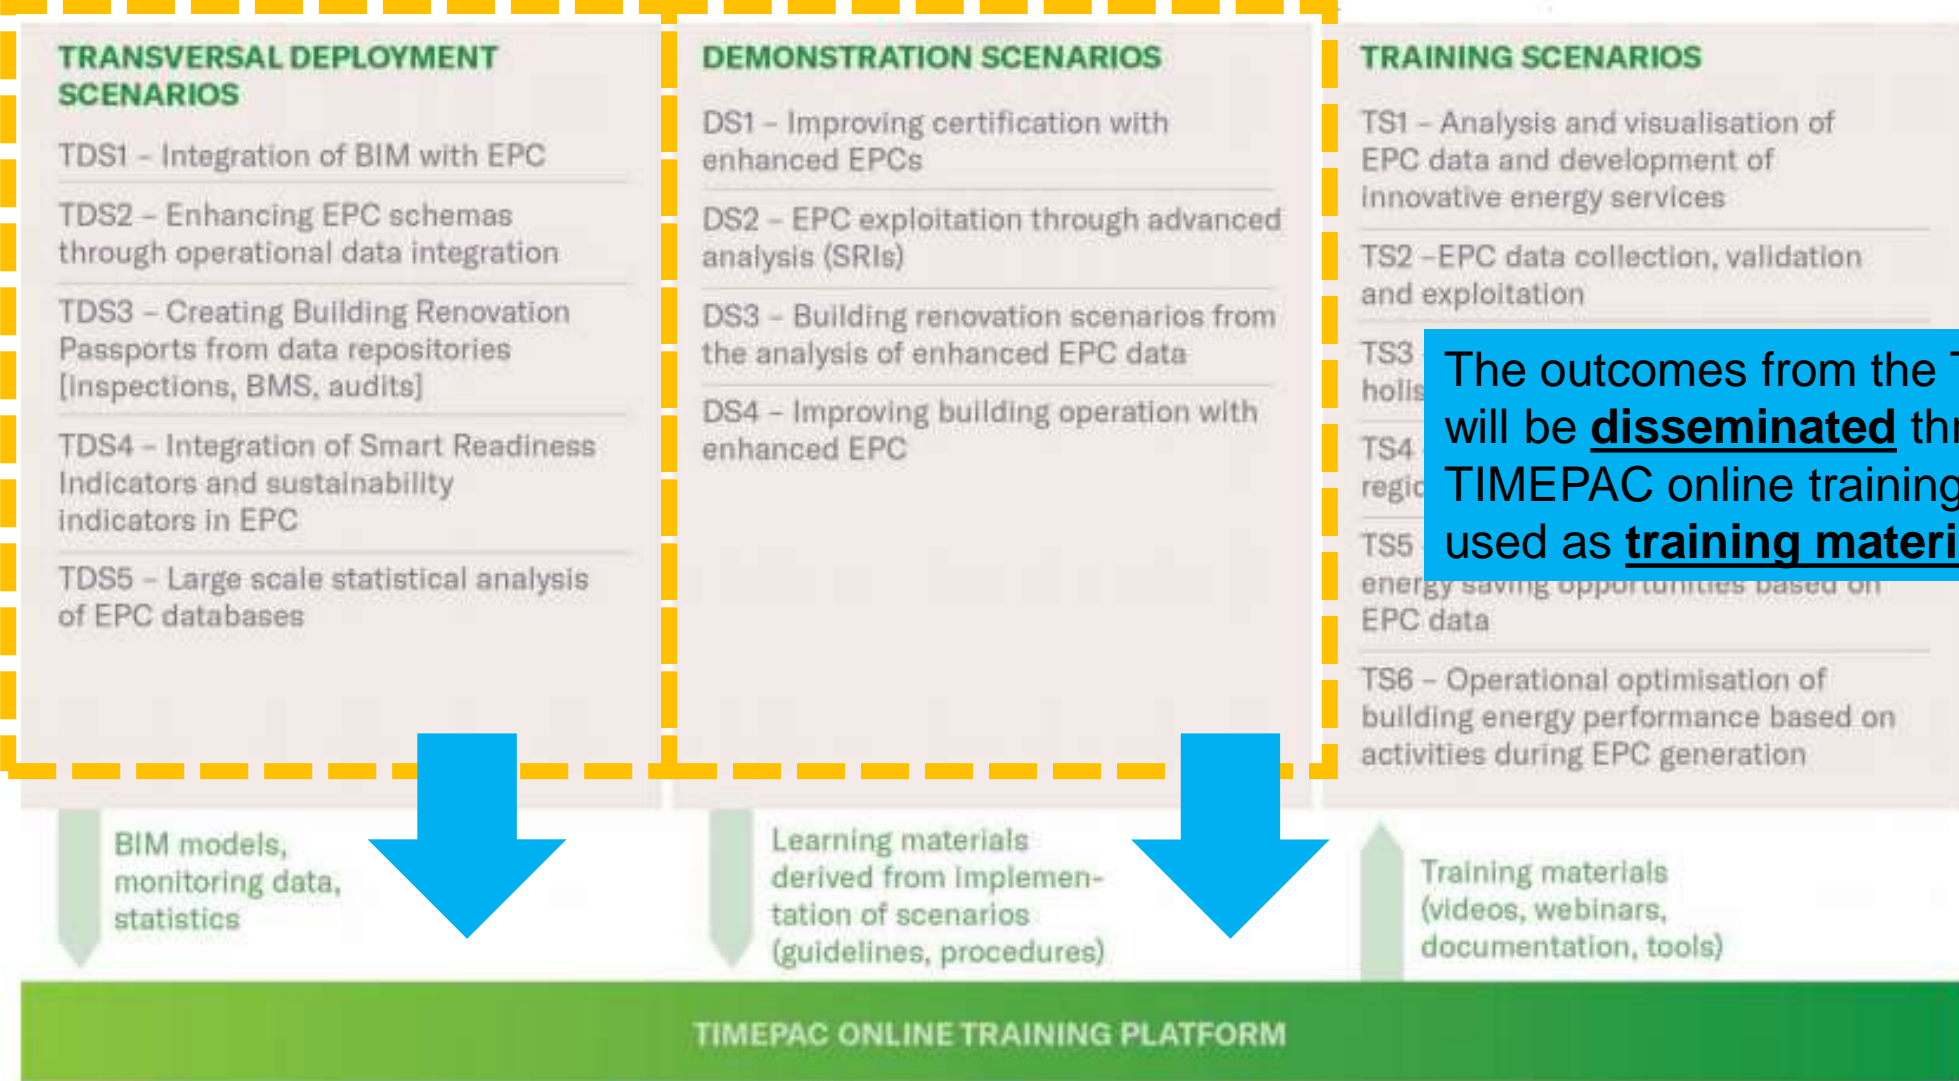 TRANSVERSAL DEPLOYMENT
SCENARIOS
TDS1 – Integration of BIM with EPC
TDS2 – Enhancing EPC schemas
through operational data integration
TDS3 – Creating Building Renovation
Passports from data repositories
[inspections, BMS, audits]
TDS4 – Integration of Smart Readiness
Indicators and sustainability
indicators in EPC
TDS5 – Large scale statistical analysis
of EPC databases
DEMONSTRATION SCENARIOS
DS1 – Improving certification with
enhanced EPCs
DS2 – EPC exploitation through advanced
analysis (SRIs)
DS3 – Building renovation scenarios from
the analysis of enhanced EPC data
DS4 – Improving building operation with
enhanced EPC
TRAINING SCENARIOS
TS1 – Analysis and visualisation of
EPC data and development of
innovative energy services
TS2 –EPC data collection, validation
and exploitation
TS3
TS4
TS5
energy saving opportunities based on
EPC data
TS6 – Operational optimisation of
building energy performance based on
activities during EPC generation
The outcomes from the
will be disseminated
TIMEPAC online training
used as training
BIM models,
monitoring data,
statistics
Learning materials
derived from implemen-
tation of scenarios
(guidelines, procedures)
Training materials
(videos, webinars,
documentation, tools)
TIMEPAC ONLINE TRAINING PLATFORM